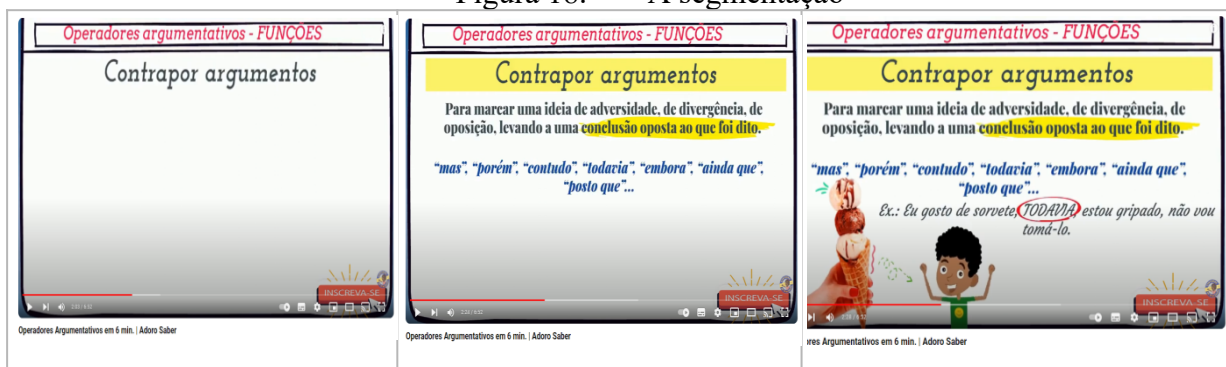 Operadores argumentativos - FUNÇÕES
Contrapor argumentos
INSCREVA-SE
Operadores Argumentativos em 6 min. | Adoro Saber
Operadores argumentativos - FUNÇÕES
Contrapor argumentos
Para marcar uma ideia de adversidade, de divergência, de
oposição, levando a uma conclusão oposta ao que foi dito.
“mas”, “porém”, “contudo”, “todavia”, “embora”, “ainda que”,
“posto que”...
INSCREVA-SE
Operadores Argumentativos em 6 min. | Adoro Saber
Operadores argumentativos - FUNÇÕES
Contrapor argumentos
Para marcar uma ideia de adversidade, de divergência, de
oposição, levando a uma conclusão oposta ao que foi dito.
“mas”, “porém”, “contudo”, “todavia”, “embora”, “ainda que”,
“posto que”...
Ex.: Eu gosto de sorvete, TODAVIA, estou gripado, não vou
tomá-lo.
INSCREVA-SE
res Argumentativos em 6 min. | Adoro Saber